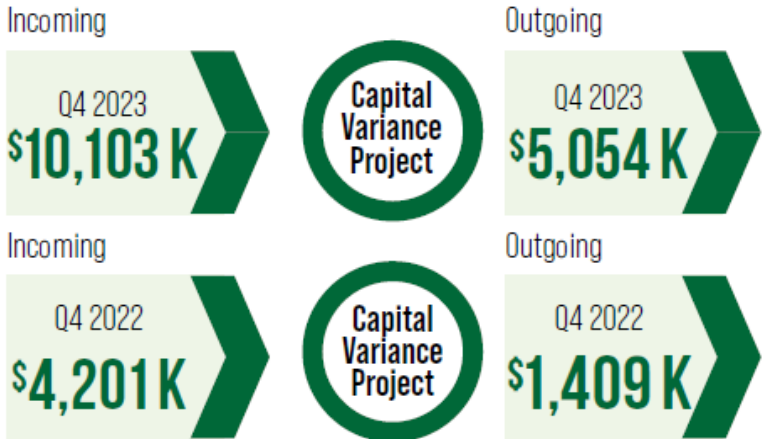 Incoming
Outgoing
Q4 2023
$10,103 K
Capital
Variance
Project
Q4 2023
$5,054 K
Incoming
Outgoing
Q4 2022
$4,201 K
Capital
Variance
Project
Q4 2022
$1,409 K